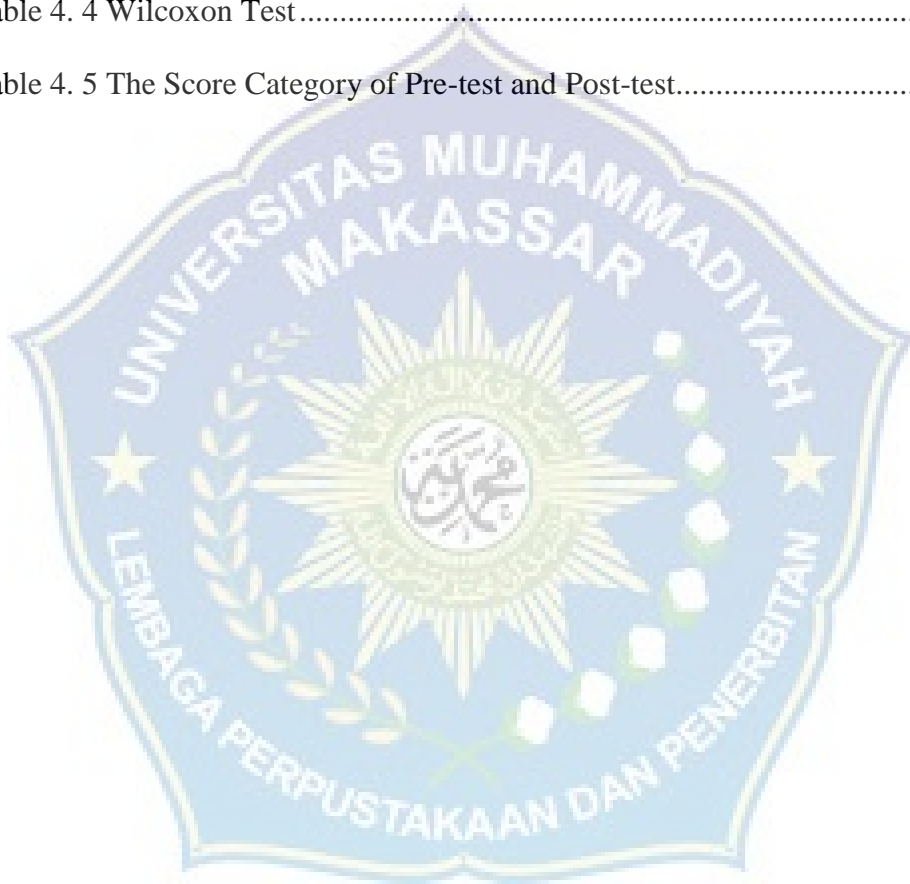 able 4. 4 Wilcoxon Test........................................................................
able 4. 5 The Score Category of Pre-test and Post-test............................
UNIVERSITAS MUHAMMADIYAH
MAKASSAR
LEMBAGA PERPUSTAKAAN DAN PENERBITAN